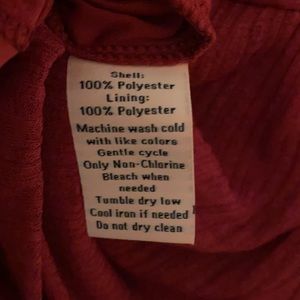 Shell:
100% Polyester
Lining:
100% Polyester
Machine wash cold
with like colors
Gentle cycle
Only Non-Chlorine
Bleach when
needed
Tumble dry low
Cool iron if needed
Do not dry clean